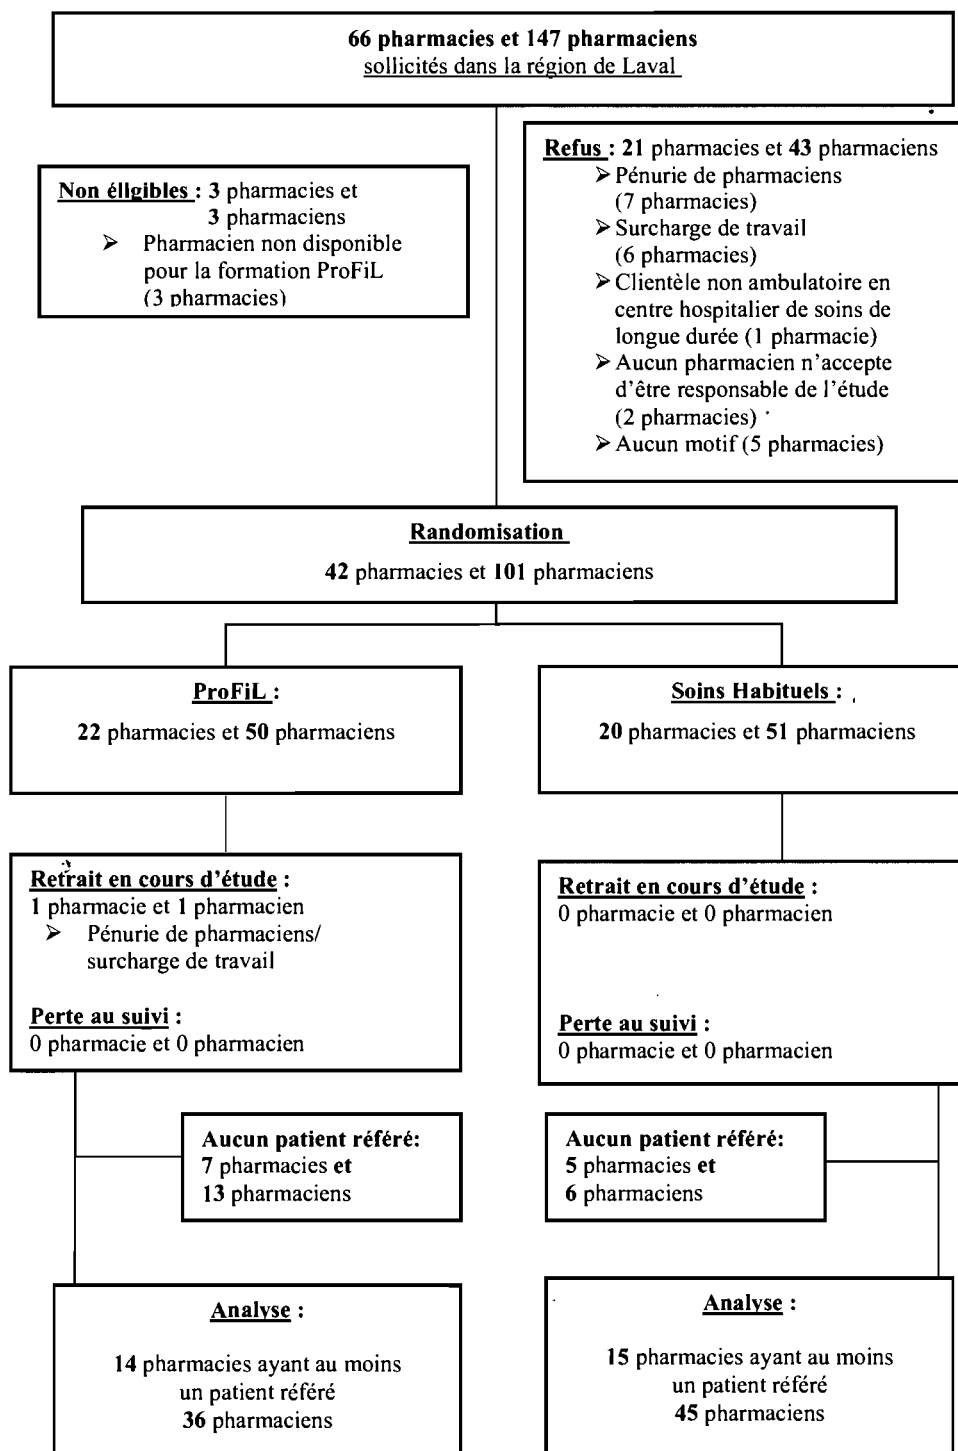 66 pharmacies et 147 pharmaciens
sollicités dans la région de Laval
Non éligibles : 3 pharmacies et
3 pharmaciens
➢ Pharmacien non disponible
pour la formation ProFiL
(3 pharmacies)
Refus : 21 pharmacies et 43 pharmaciens
➢ Pénurie de pharmaciens
(7 pharmacies)
➢ Surcharge de travail
(6 pharmacies)
➢ Clientèle non ambulatoire en
centre hospitalier de soins de
longue durée (1 pharmacie)
➢ Aucun pharmacien n'accepte
d'être responsable de l'étude
(2 pharmacies)
➢ Aucun motif (5 pharmacies)
Randomisation
42 pharmacies et 101 pharmaciens
ProFiL :
22 pharmacies et 50 pharmaciens
Soins Habituels :
20 pharmacies et 51 pharmaciens
Retrait en cours d'étude :
1 pharmacie et 1 pharmacien
➢ Pénurie de pharmaciens/
surcharge de travail
Perte au suivi :
0 pharmacie et 0 pharmacien
Retrait en cours d'étude :
0 pharmacie et 0 pharmacien
Perte au suivi :
0 pharmacie et 0 pharmacien
Aucun patient référé:
7 pharmacies et
13 pharmaciens
Aucun patient référé:
5 pharmacies et
6 pharmaciens
Analyse :
14 pharmacies ayant au moins
un patient référé
36 pharmaciens
Analyse :
15 pharmacies ayant au moins
un patient référé
45 pharmaciens